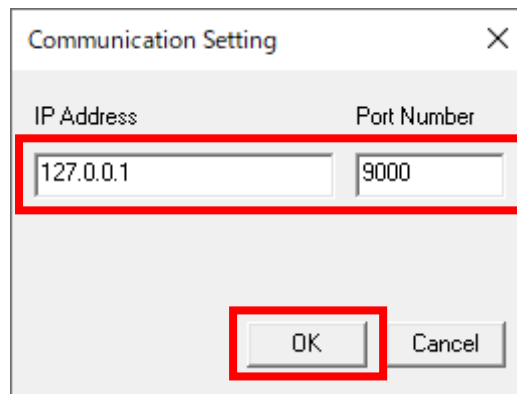 Communication Setting
IP Address Port Number
127.0.0.1 9000
OK Cancel